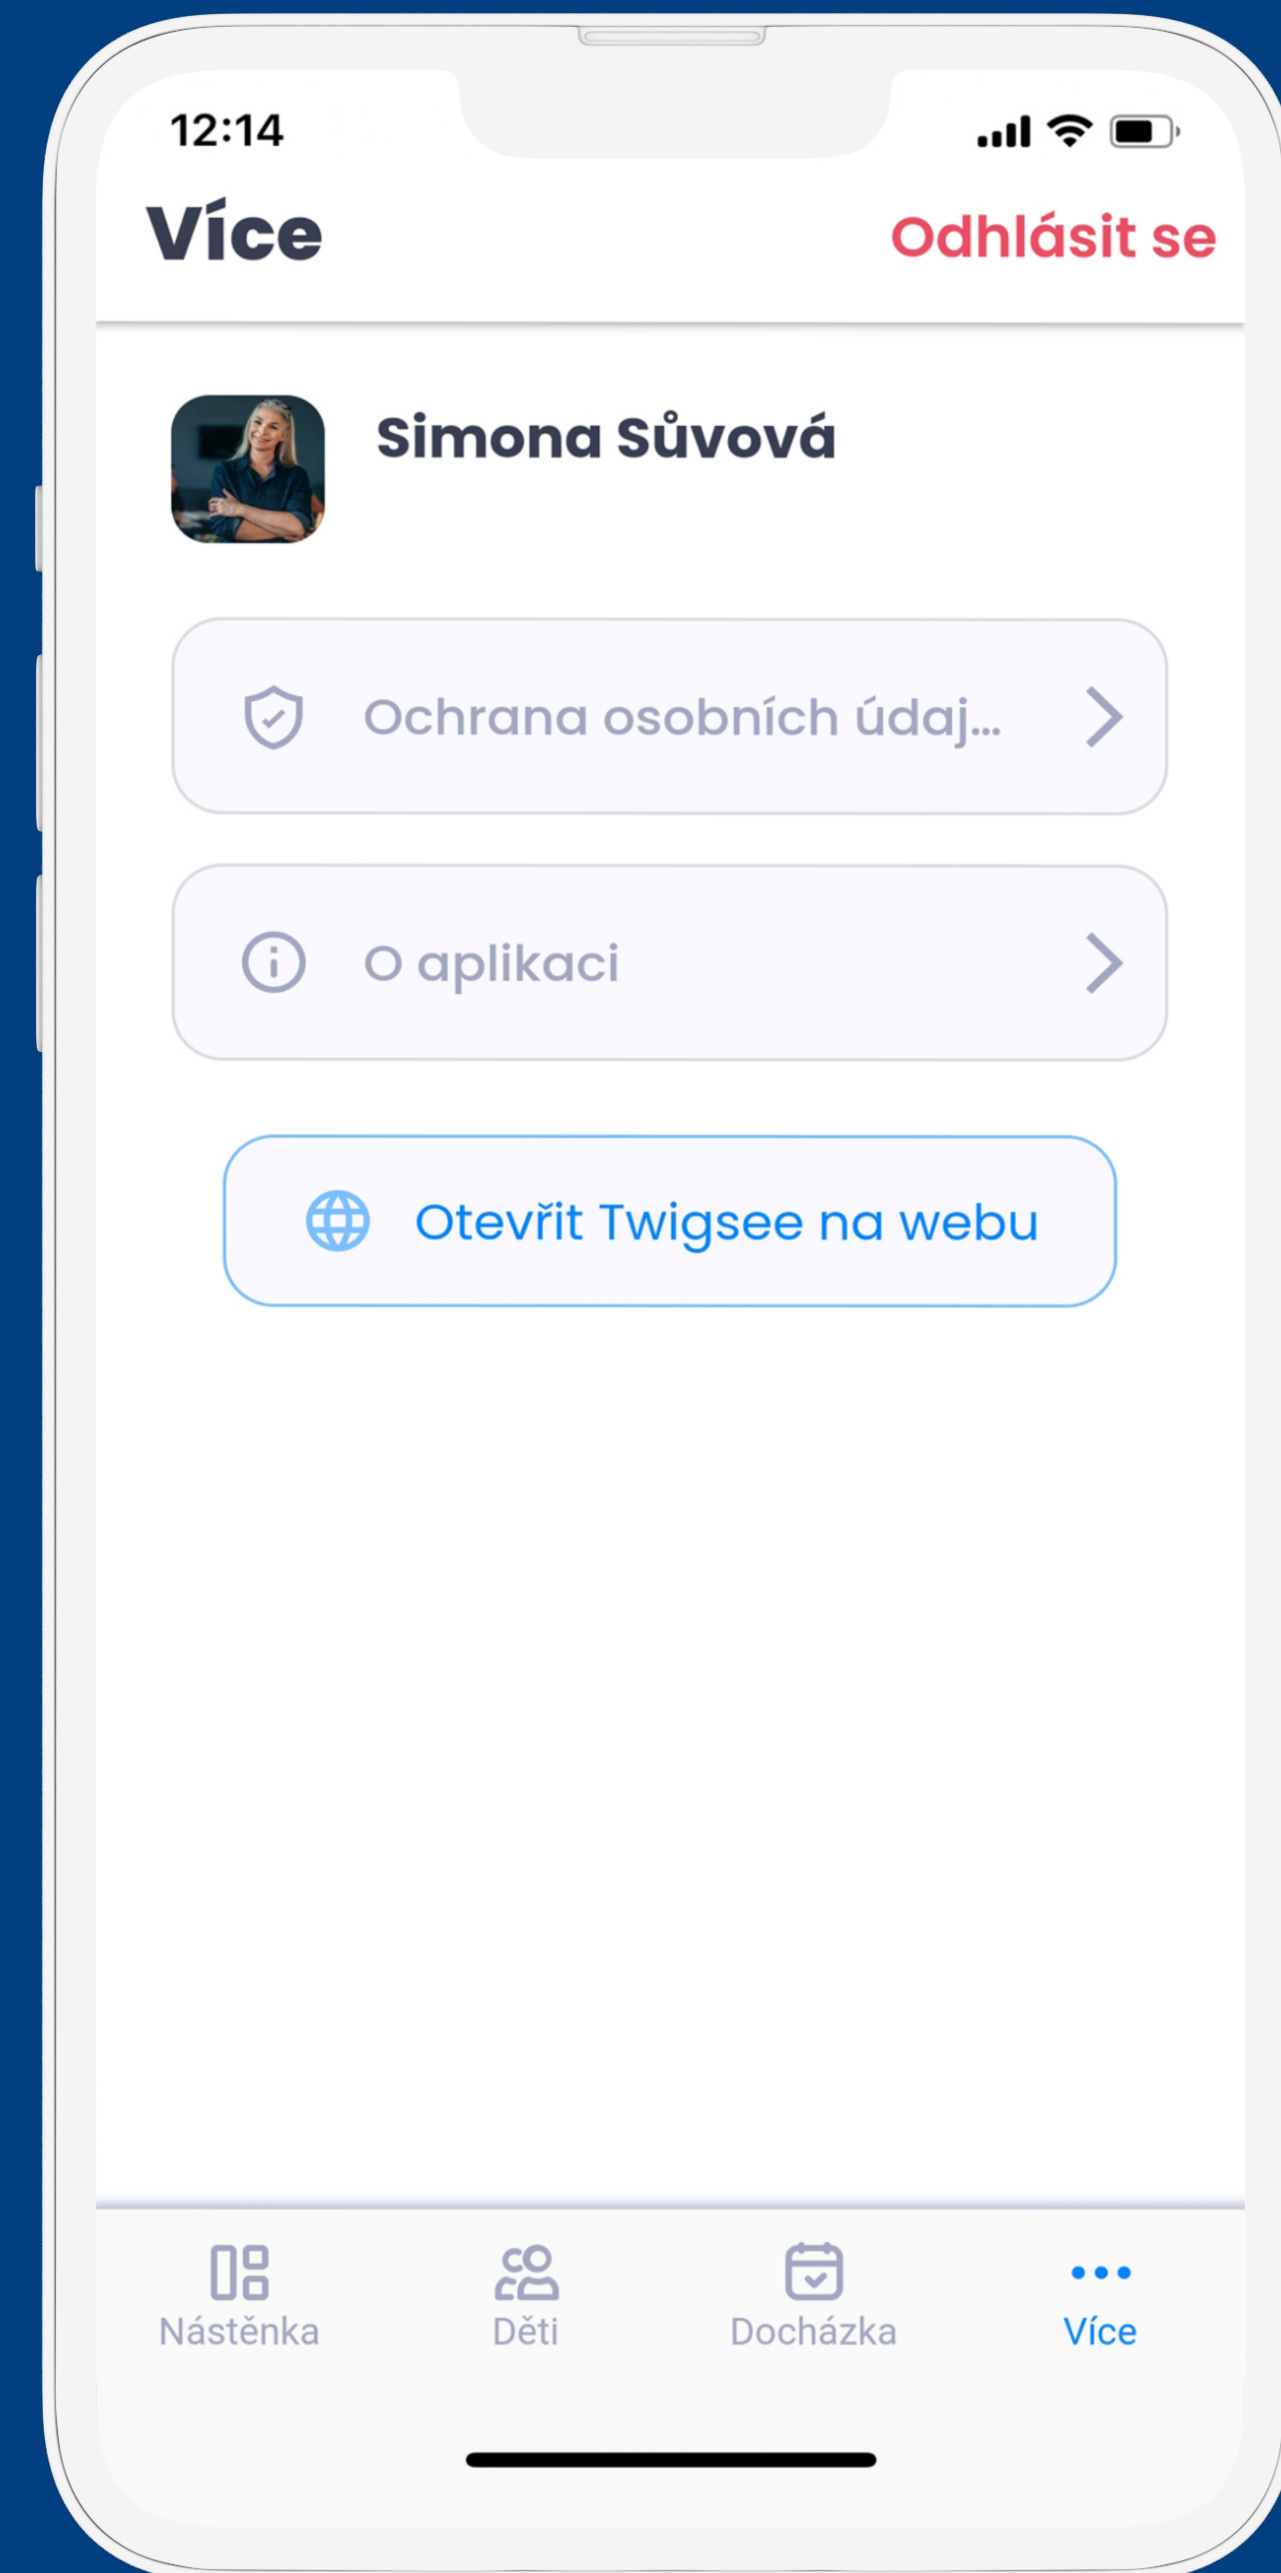 12:14
Více
Odhlásit se
Simona Sůvová
Ochrana osobních údaj...
O aplikaci
Otevřit Twigsee na webu
Nástěnka
Děti
Docházka
Více